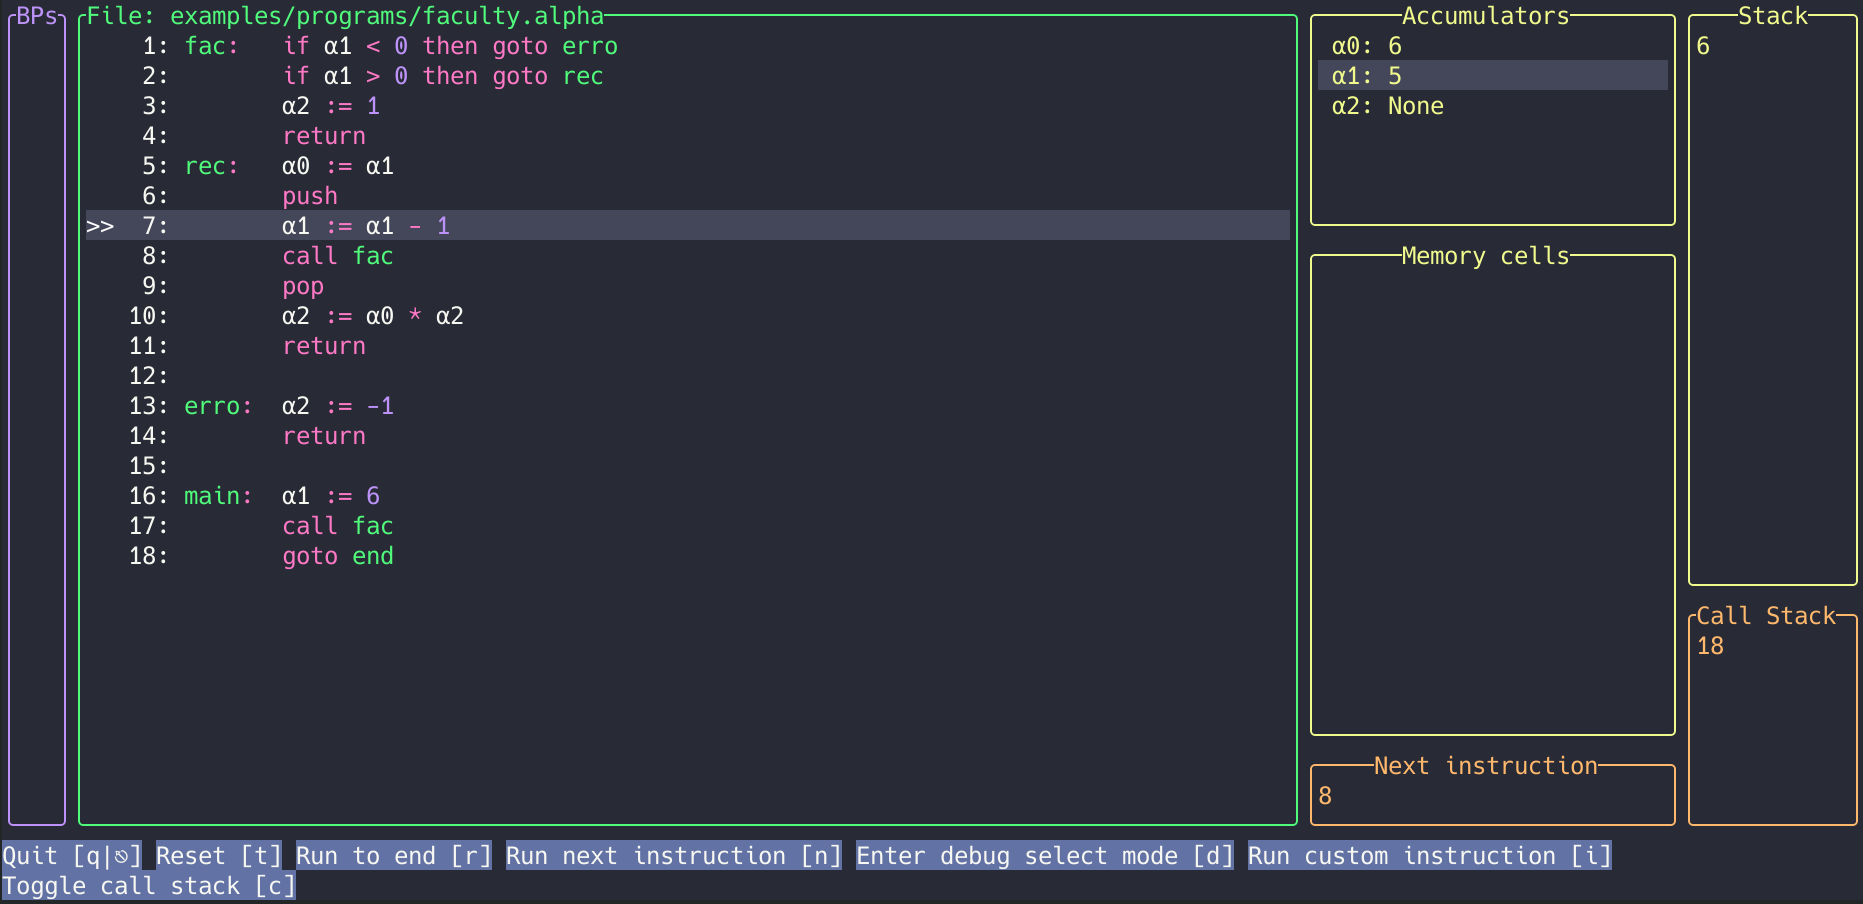 BPs
File: examples/programs/faculty.alpha
1: fac: if α1 < 0 then goto erro
2: if α1 > 0 then goto rec
3: α2 := 1
4: return
5: rec: α0 := α1
6: push
>> 7: α1 := α1 - 1
8: call fac
9: pop
10: α2 := α0 * α2
11: return
12:
13: erro: α2 := -1
14: return
15:
16: main: α1 := 6
17: call fac
18: goto end
Accumulators
α0: 6
α1: 5
α2: None
Memory cells
Next instruction
8
Stack
6
Call Stack
18
Quit [q|⎋] Reset [t] Run to end [r] Run next instruction [n] Enter debug select mode [d] Run custom instruction [i]
Toggle call stack [c]